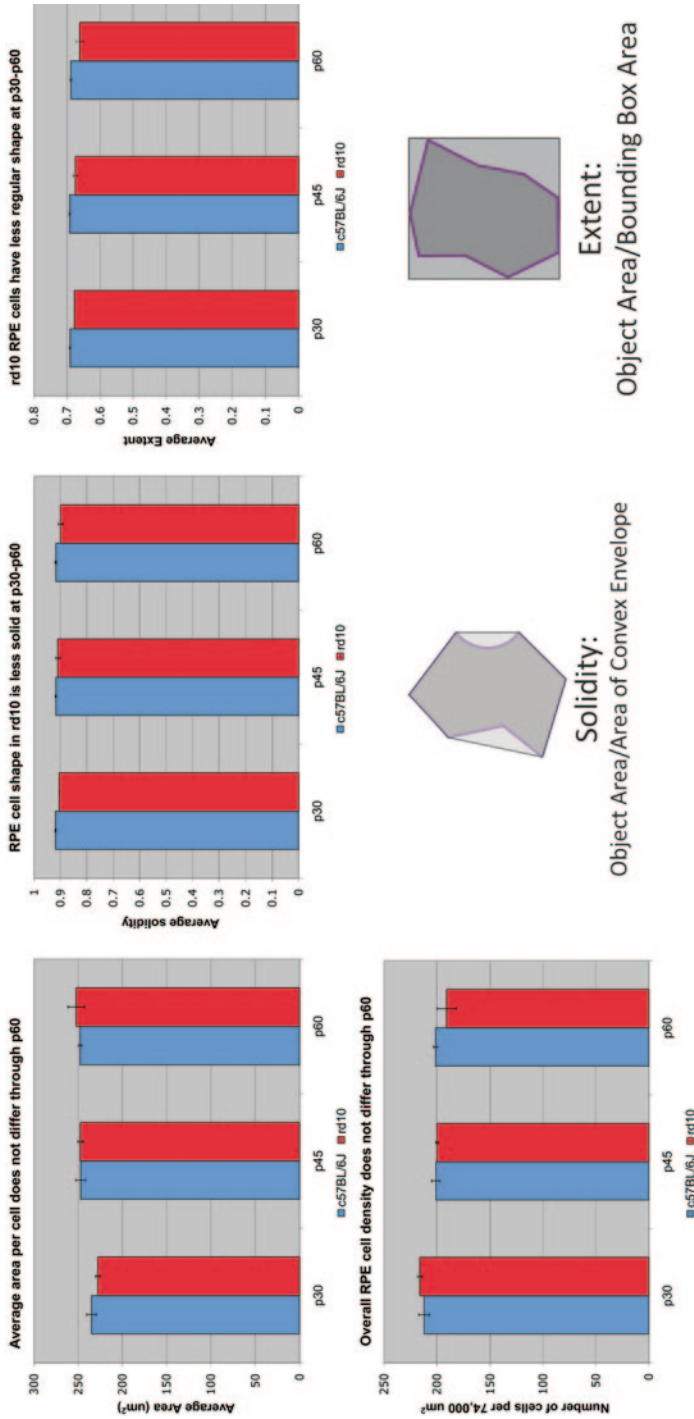 Average area per cell does not differ through p60
300
250
200
150
100
50
0
Average Area (um²)
p30
p45
p60
c57BL/6J rd10
RPE cell shape in rd10 is less solid at p30-p60
1
0.9
0.8
0.7
0.6
0.5
0.4
0.3
0.2
0.1
0
Average solidity
p30
p45
p60
c57BL/6J rd10
rd10 RPE cells have less regular shape at p30-p60
0.8
0.7
0.6
0.5
0.4
0.3
0.2
0.1
0
Average Extent
p30
p45
p60
c57BL/6J rd10
Overall RPE cell density does not differ through p60
250
200
150
100
50
0
Number of cells per 74,000 um²
p30
p45
p60
c57BL/6J rd10
Solidity:
Object Area/Area of Convex Envelope
Extent:
Object Area/Bounding Box Area